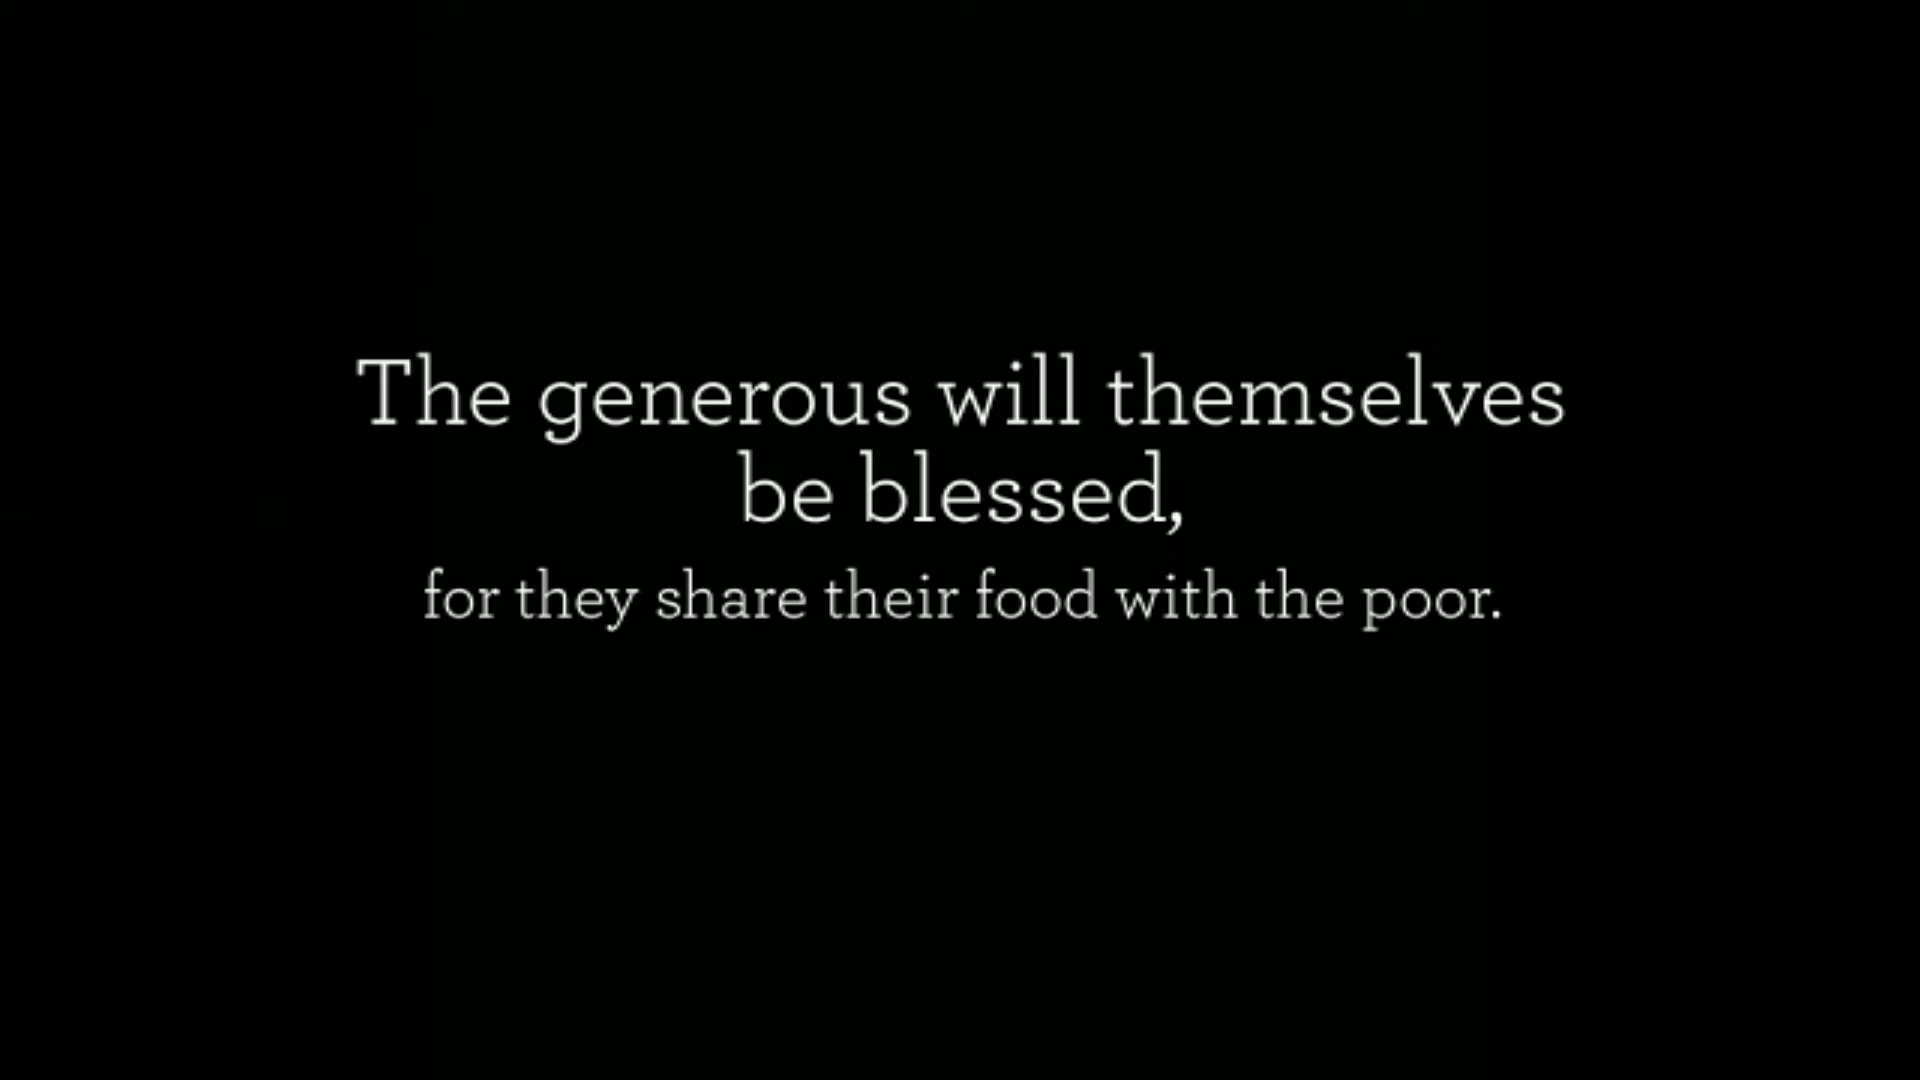 The generous will themselves
be blessed,
for they share their food with the poor.